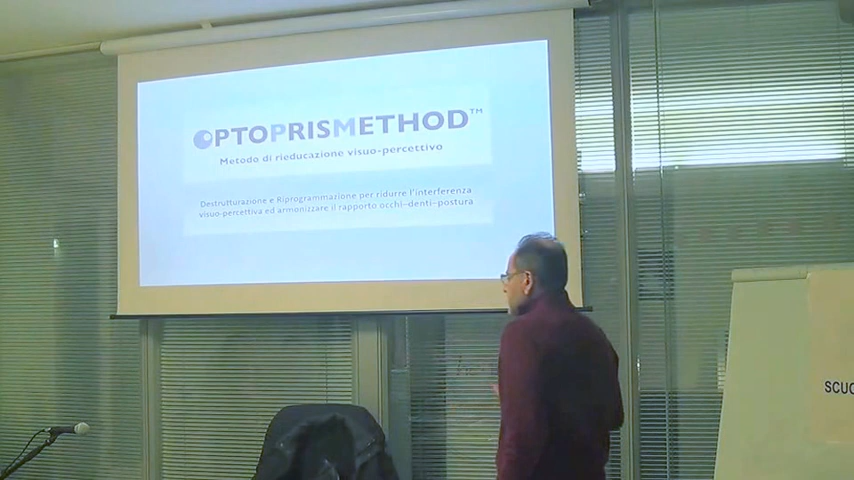 OPTOPRISMETHOD™
Metodo di rieducazione visuo-percettivo
Destrutturazione e Riprogrammazione per ridurre l'interferenza
visuo-percettiva ed armonizzare il rapporto occhi-denti-postura
SCUO